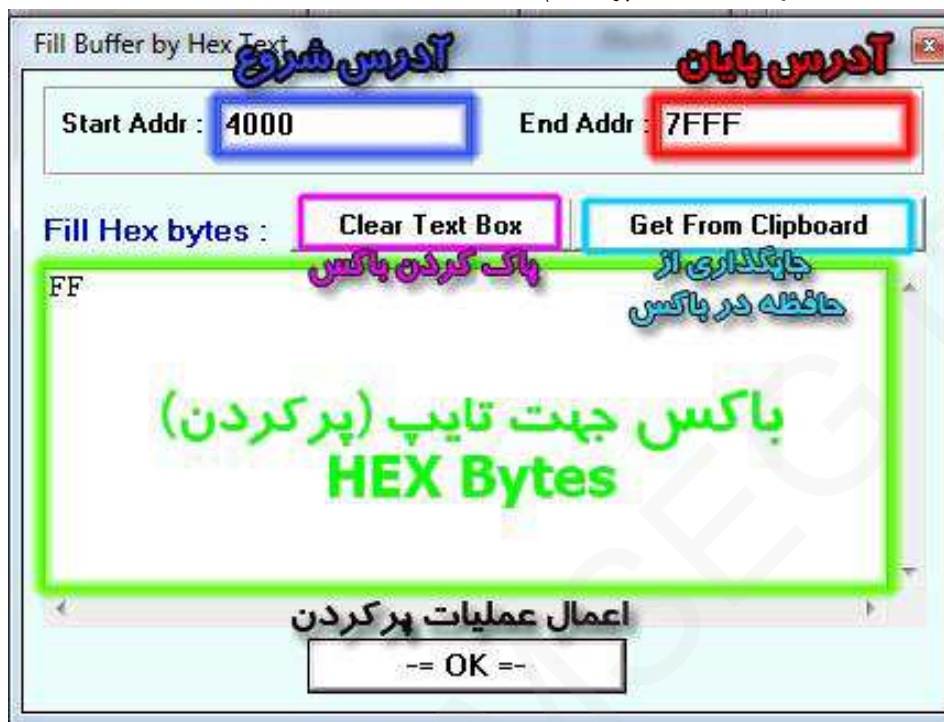 Fill Buffer by Hex Text
آدرس شروع
آدرس پایان
Start Addr : 4000
End Addr : 7FFF
Fill Hex bytes :
Clear Text Box
Get From Clipboard
پاک کردن باکس
جایگذاری از
حافظه در باکس
FF
باکس جهت تایپ (پرکردن)
HEX Bytes
اعمال عملیات پرکردن
-= OK =-